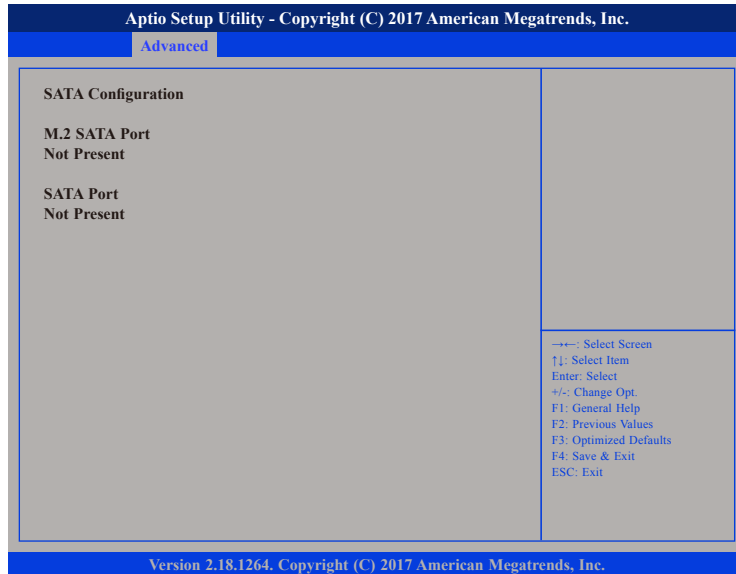 Aptio Setup Utility - Copyright (C) 2017 American Megatrends, Inc.
Advanced
SATA Configuration
M.2 SATA Port
Not Present
SATA Port
Not Present
→←: Select Screen
↑↓: Select Item
Enter: Select
+/-: Change Opt.
F1: General Help
F2: Previous Values
F3: Optimized Defaults
F4: Save & Exit
ESC: Exit
Version 2.18.1264. Copyright (C) 2017 American Megatrends, Inc.